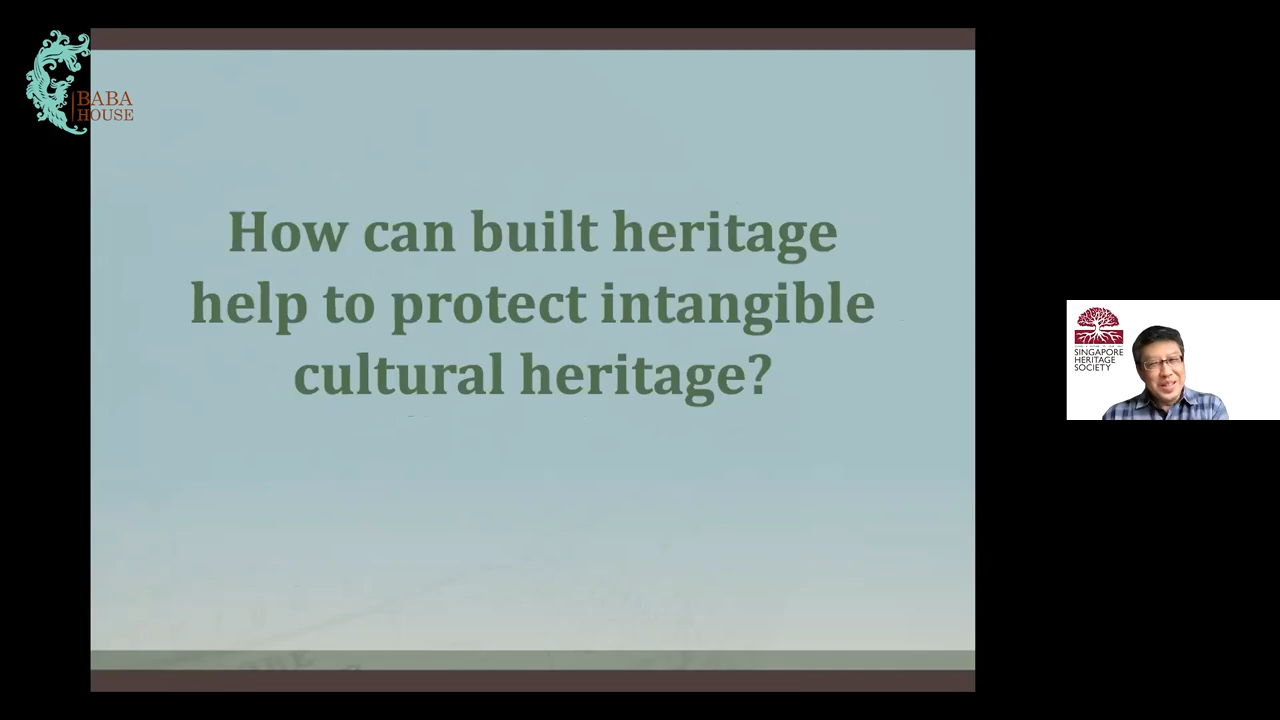 BABA
HOUSE
How can built heritage
help to protect intangible
cultural heritage?
SINGAPORE
HERITAGE
SOCIETY